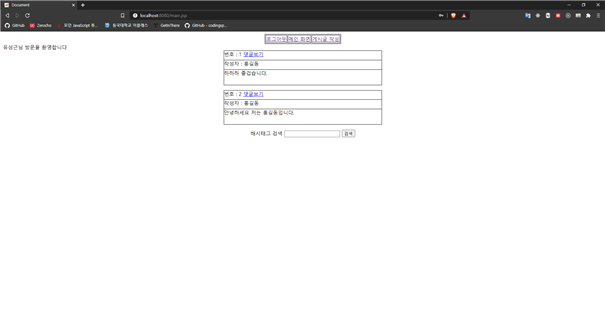 Document
localhost:8080/main.jsp
GitHub
모던 JavaScript 튜...
동국대학교 이클래스
GetInThere
GitHub - codingsp...
로그아웃 메인 화면 게시글 작성
유성근님 방문을 환영합니다
번호 : 1 댓글보기
작성자 : 홍길동
하하하 즐겁습니다.
번호 : 2 댓글보기
작성자 : 홍길동
안녕하세요 저는 홍길동입니다.
해시태그 검색 검색